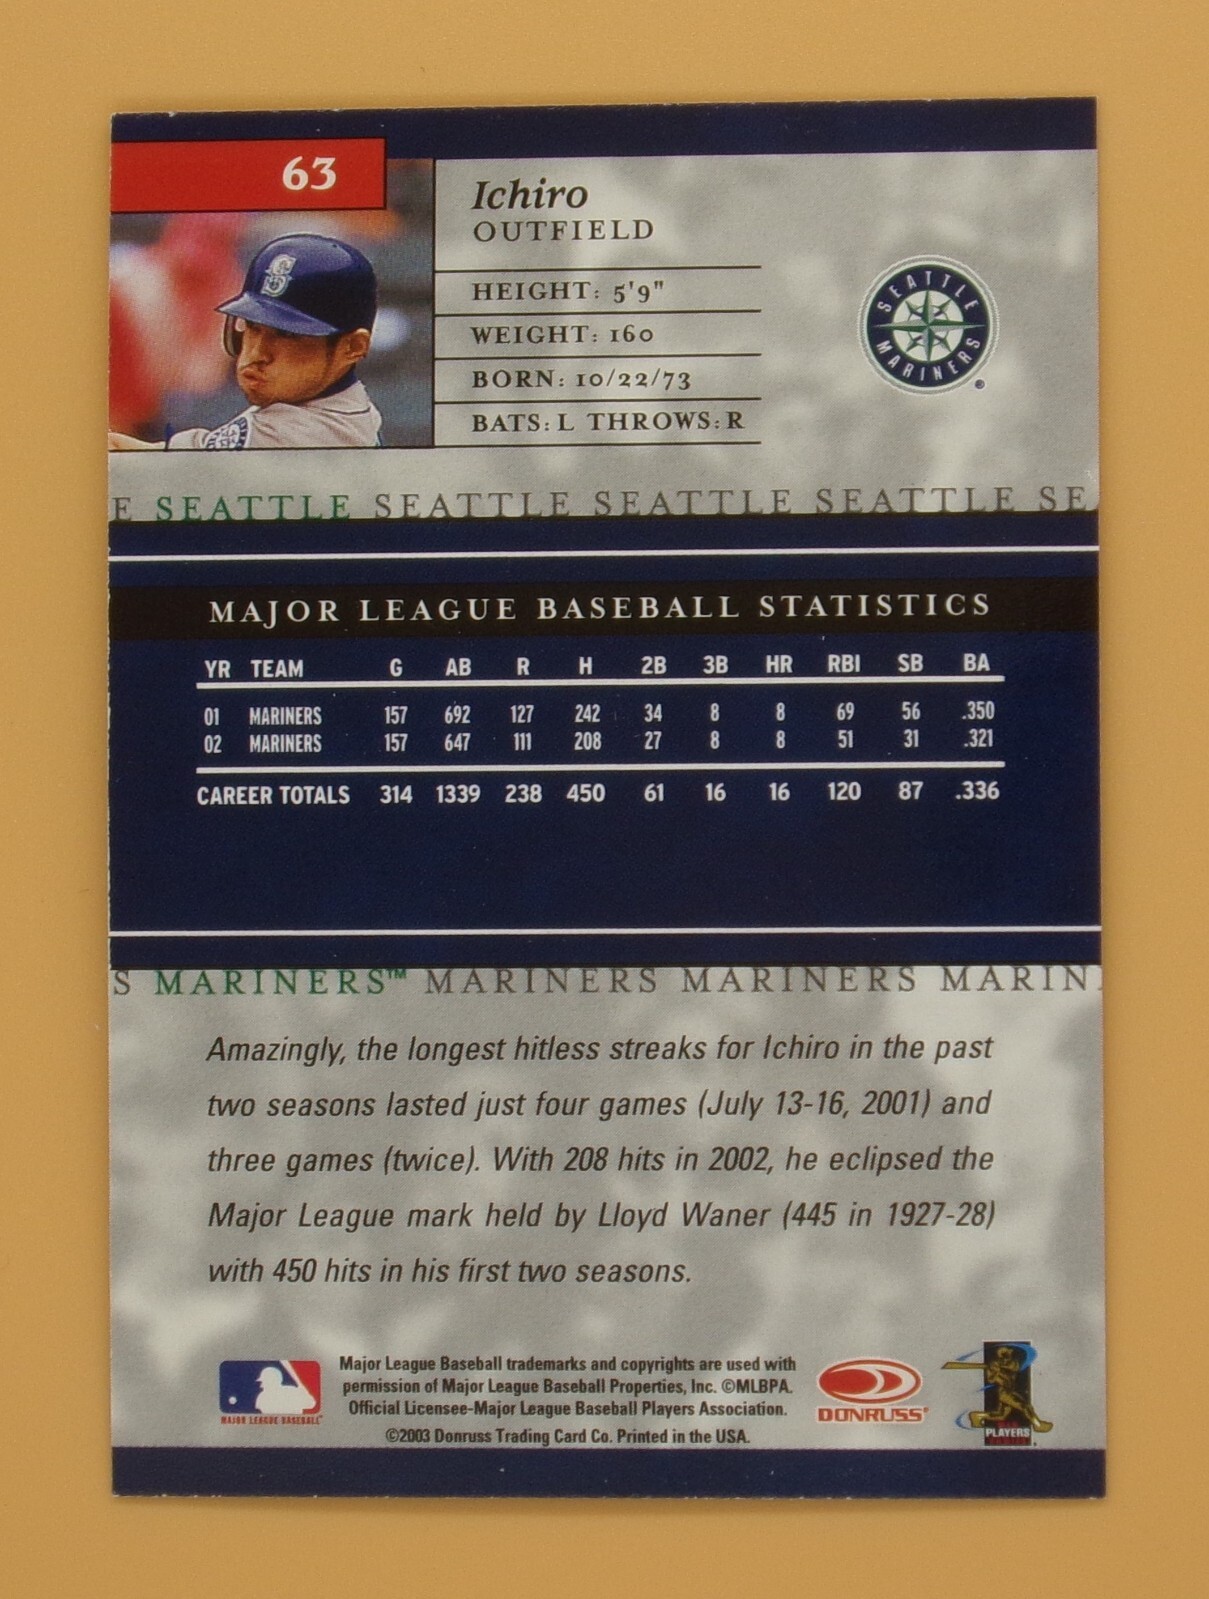 63
Ichiro
OUTFIELD
HEIGHT: 5'9"
WEIGHT: 160
BORN: 10/22/73
BATS: L THROWS: R
SEATTLE MARINERS
E SEATTLE SEATTLE SEATTLE SEATTLE SE
MAJOR LEAGUE BASEBALL STATISTICS
YR TEAM G AB R H 2B 3B HR RBI SB BA
01 MARINERS 157 692 127 242 34 8 8 69 56 .350
02 MARINERS 157 647 111 208 27 8 8 51 31 .321
CAREER TOTALS 314 1339 238 450 61 16 16 120 87 .336
S MARINERS™ MARINERS MARINERS MARIN
Amazingly, the longest hitless streaks for Ichiro in the past
two seasons lasted just four games (July 13-16, 2001) and
three games (twice). With 208 hits in 2002, he eclipsed the
Major League mark held by Lloyd Waner (445 in 1927-28)
with 450 hits in his first two seasons.
MAJOR LEAGUE BASEBALL™
Major League Baseball trademarks and copyrights are used with
permission of Major League Baseball Properties, Inc. ©MLBPA.
Official Licensee-Major League Baseball Players Association.
©2003 Donruss Trading Card Co. Printed in the USA.
DONRUSS®
PLAYERS